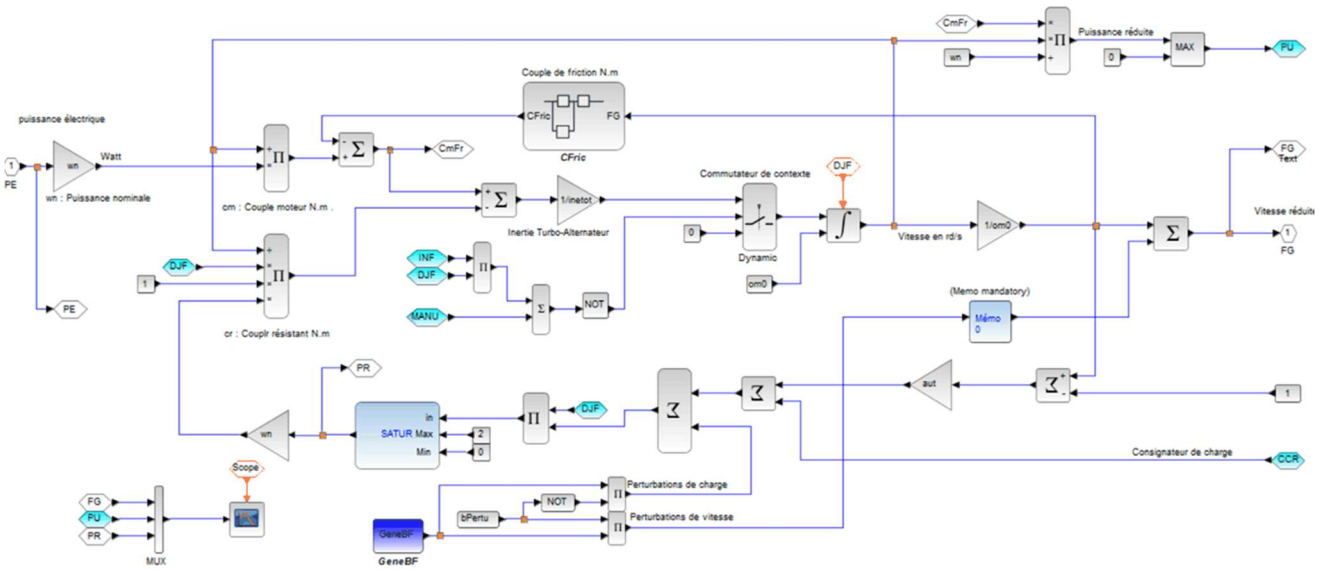 CmFr
Puissance réduite
wn
0
MAX
PU
Couple de friction N.m
CFric
FG
CFric
puissance électrique
1
PE
wn
Watt
wn : Puissance nominale
cm : Couple moteur N.m .
Π
Σ
CmFr
Σ
1/inetot
Inertie Turbo-Alternateur
Commutateur de contexte
0
Dynamic
DJF
∫
om0
Vitesse en rd/s
1/om0
Σ
FG
Text
Vitesse réduite
1
FG
DJF
1
Π
cr : Couplr résistant N.m
PE
INF
DJF
MANU
Π
Σ
NOT
(Memo mandatory)
Mémo
0
PR
wn
in
SATUR Max
Min
2
0
Π
DJF
Σ
Σ
aut
Σ
1
Consignateur de charge
CCR
Scope
FG
PU
PR
MUX
GeneBF
GeneBF
bPertu
NOT
Π
Π
Perturbations de charge
Perturbations de vitesse